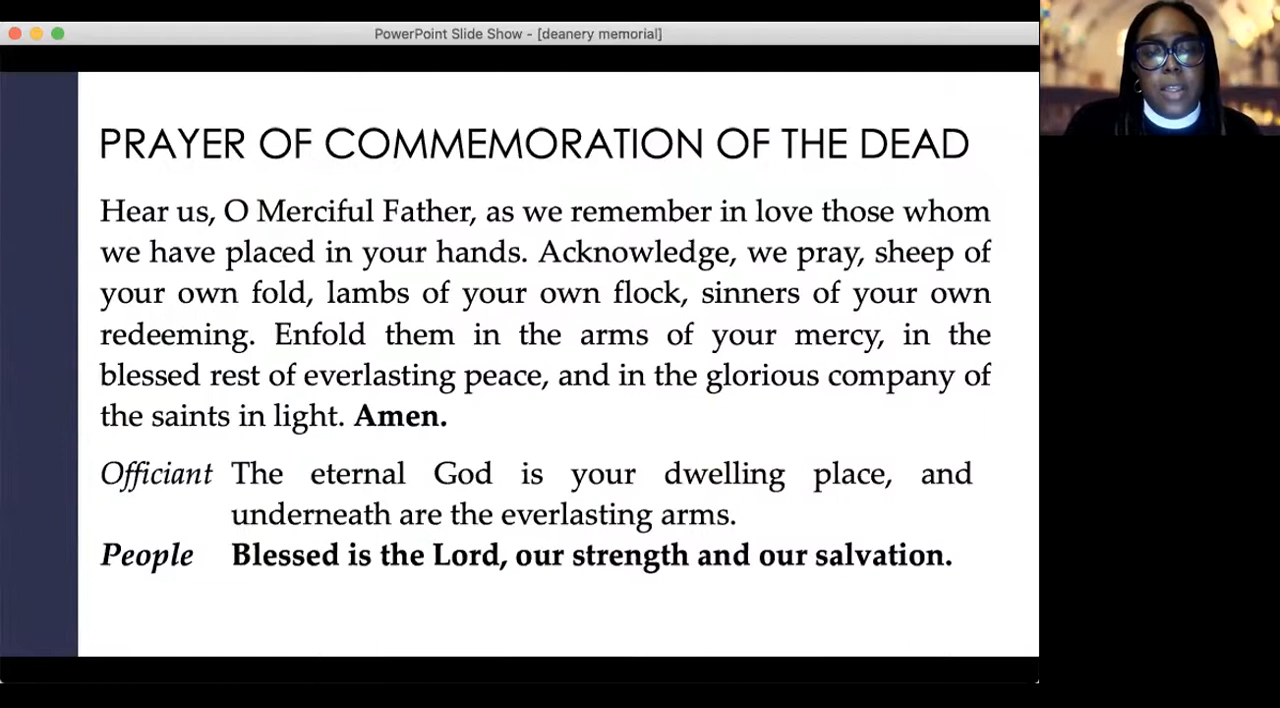 PowerPoint Slide Show - [deanery memorial]
PRAYER OF COMMEMORATION OF THE DEAD
Hear us, O Merciful Father, as we remember in love those whom
we have placed in your hands. Acknowledge, we pray, sheep of
your own fold, lambs of your own flock, sinners of your own
redeeming. Enfold them in the arms of your mercy, in the
blessed rest of everlasting peace, and in the glorious company of
the saints in light. Amen.
Officiant The eternal God is your dwelling place, and
underneath are the everlasting arms.
People Blessed is the Lord, our strength and our salvation.